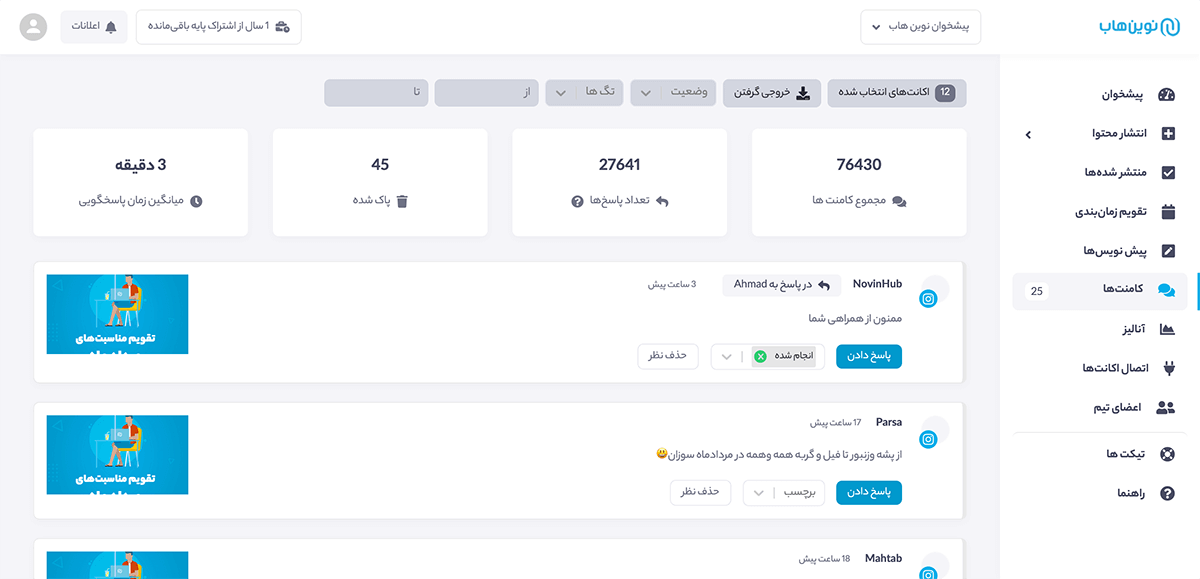 نوین‌هاب
پیشخوان نوین هاب
1 سال از اشتراک پایه باقی‌مانده
اعلانات
پیشخوان
انتشار محتوا
منتشر شده‌ها
تقویم زمان‌بندی
پیش نویس‌ها
کامنت‌ها
25
آنالیز
اتصال اکانت‌ها
اعضای تیم
تیکت ها
راهنما
12 اکانت‌های انتخاب شده
خروجی گرفتن
وضعیت
تگ ها
از
تا
76430
مجموع کامنت ها
27641
تعداد پاسخ‌ها
45
پاک شده
3 دقیقه
میانگین زمان پاسخگویی
NovinHub
در پاسخ به Ahmad
3 ساعت پیش
ممنون از همراهی شما
پاسخ دادن
انجام شده
حذف نظر
تقویم مناسبت‌های
Parsa
17 ساعت پیش
از پشه وزنبور تا فیل و گربه همه وهمه در مردادماه سوزان😃
پاسخ دادن
برچسب
حذف نظر
تقویم مناسبت‌های
Mahtab
18 ساعت پیش